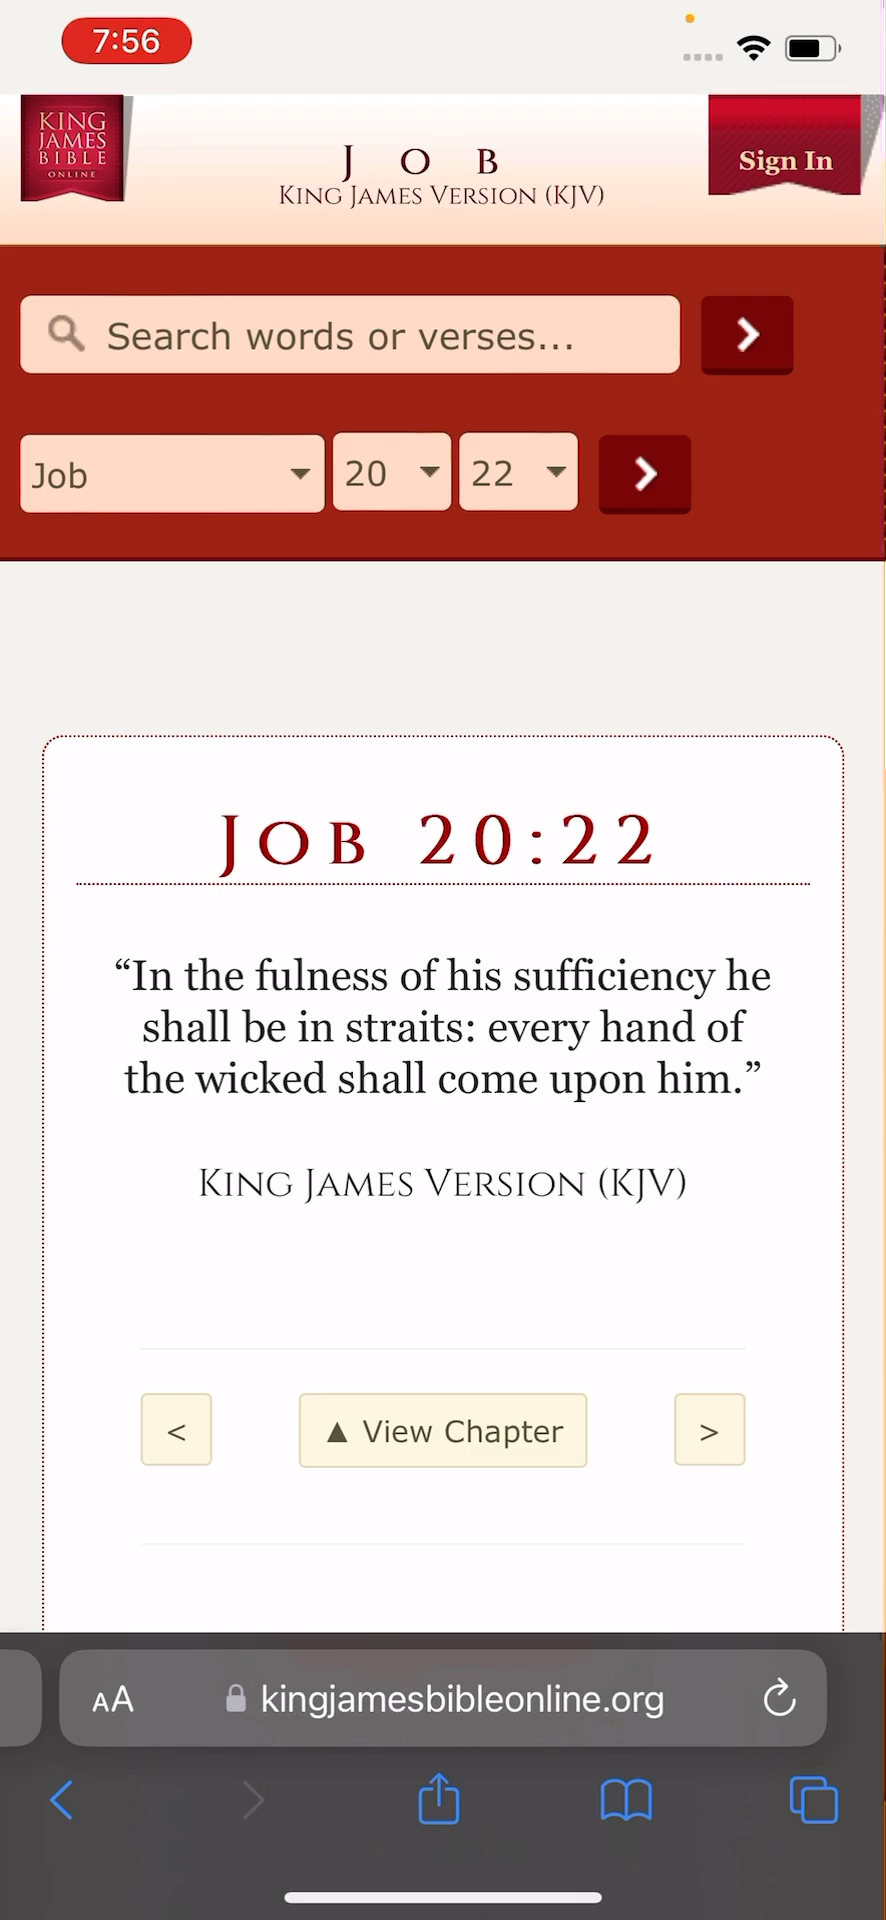 7:56
KING
JAMES
BIBLE
ONLINE
JOB
KING JAMES VERSION (KJV)
Sign In
Search words or verses...
Job
20
22
JOB 20:22
“In the fulness of his sufficiency he
shall be in straits: every hand of
the wicked shall come upon him.”
KING JAMES VERSION (KJV)
<
▲ View Chapter
>
AA
kingjamesbibleonline.org